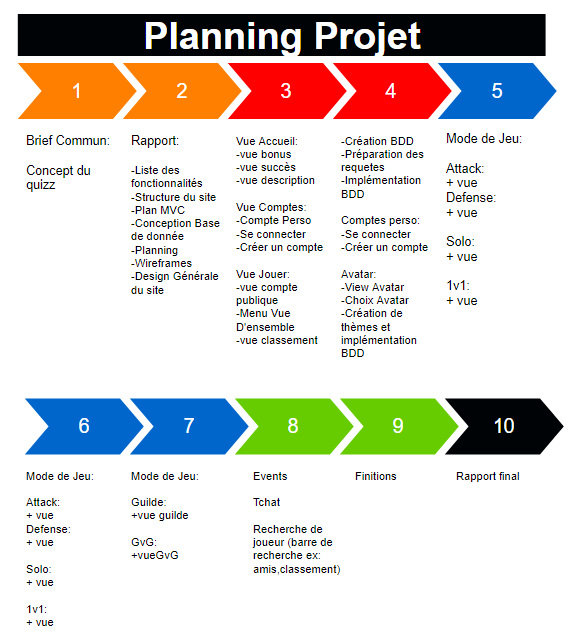 Planning Projet
1
2
3
4
5
Brief Commun:
Concept du
quizz
Rapport:
-Liste des
fonctionnalités
-Structure du site
-Plan MVC
-Conception Base
de donnée
-Planning
-Wireframes
-Design Générale
du site
Vue Accueil:
-vue bonus
-vue succès
-vue description
Vue Comptes:
-Compte Perso
-Se connecter
-Créer un compte
Vue Jouer:
-vue compte
publique
-Menu Vue
D'ensemble
-vue classement
-Création BDD
-Préparation des
requetes
-Implémentation
BDD
Comptes perso:
-Se connecter
-Créer un compte
Avatar:
-View Avatar
-Choix Avatar
-Création de
thèmes et
implémentation
BDD
Mode de Jeu:
Attack:
+ vue
Defense:
+ vue
Solo:
+ vue
1v1:
+ vue
6
7
8
9
10
Mode de Jeu:
Attack:
+ vue
Defense:
+ vue
Solo:
+ vue
1v1:
+ vue
Mode de Jeu:
Guilde:
+vue guilde
GvG:
+vueGvG
Events
Tchat
Recherche de
joueur (barre de
recherche ex:
amis,classement)
Finitions
Rapport final